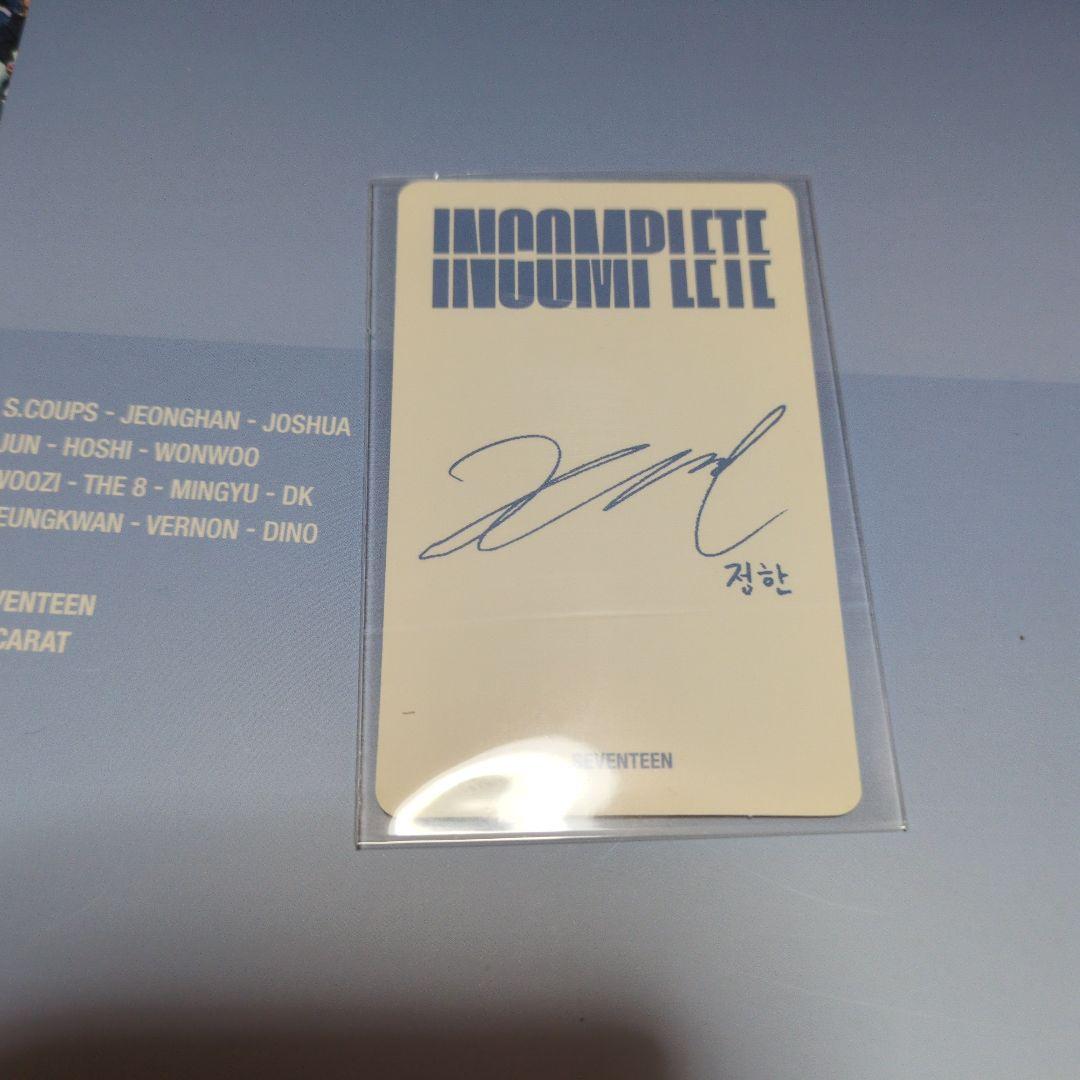 S.COUPS - JEONGHAN - JOSHUA
JUN - HOSHI - WONWOO
WOOZI - THE 8 - MINGYU - DK
EUNGKWAN - VERNON - DINO
VENTEEN
CARAT
INCOMPLETE
정한
SEVENTEEN